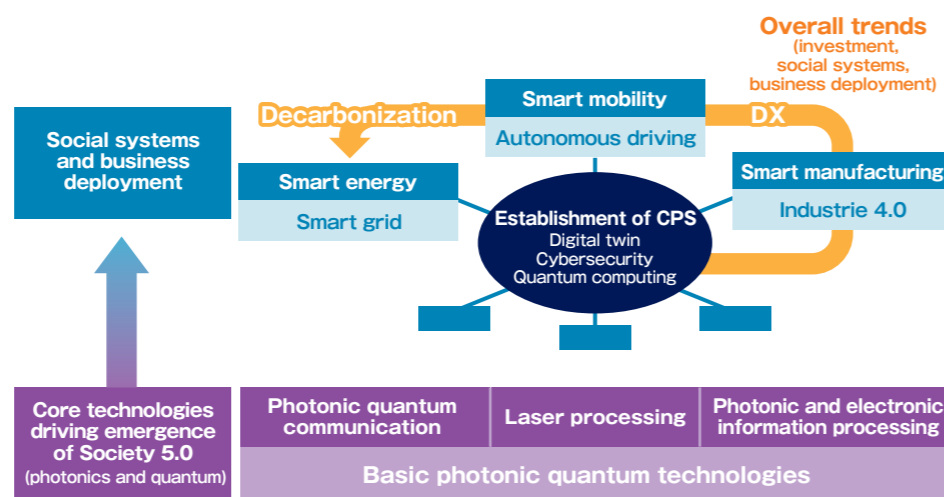 Overall trends
(investment,
social systems,
business deployment)
Social systems
and business
deployment
Decarbonization
Smart mobility
Autonomous driving
DX
Smart energy
Smart grid
Smart manufacturing
Industrie 4.0
Establishment of CPS
Digital twin
Cybersecurity
Quantum computing
Core technologies
driving emergence
of Society 5.0
(photonics and quantum)
Photonic quantum
communication
Laser processing
Photonic and electronic
information processing
Basic photonic quantum technologies